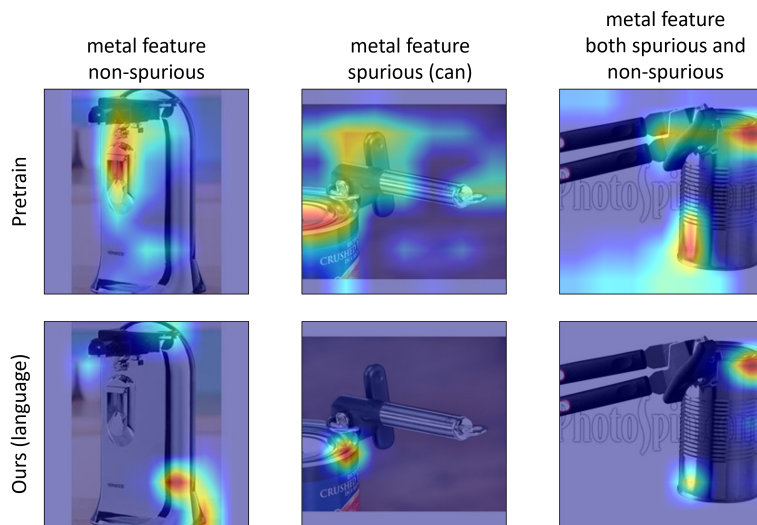 metal feature
non-spurious
metal feature
spurious (can)
metal feature
both spurious and
non-spurious
Pretrain
CRUSHED
PhotoSpin
Ours (language)
CRUSHED
PhotoSpin